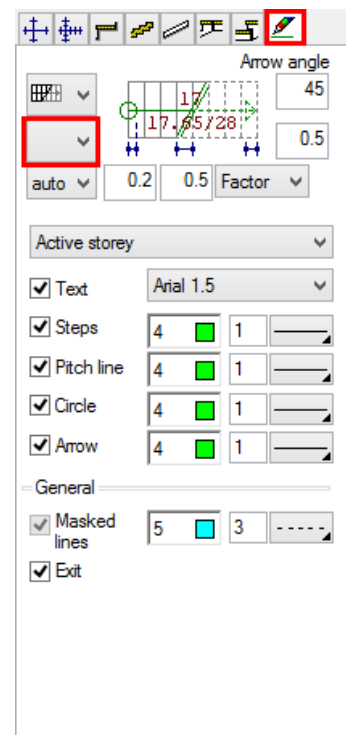 Arrow angle
45
17
17.65/28
0.5
auto 0.2 0.5 Factor
Active storey
Text Arial 1.5
Steps 4 1
Pitch line 4 1
Circle 4 1
Arrow 4 1
General
Masked lines 5 3
Exit